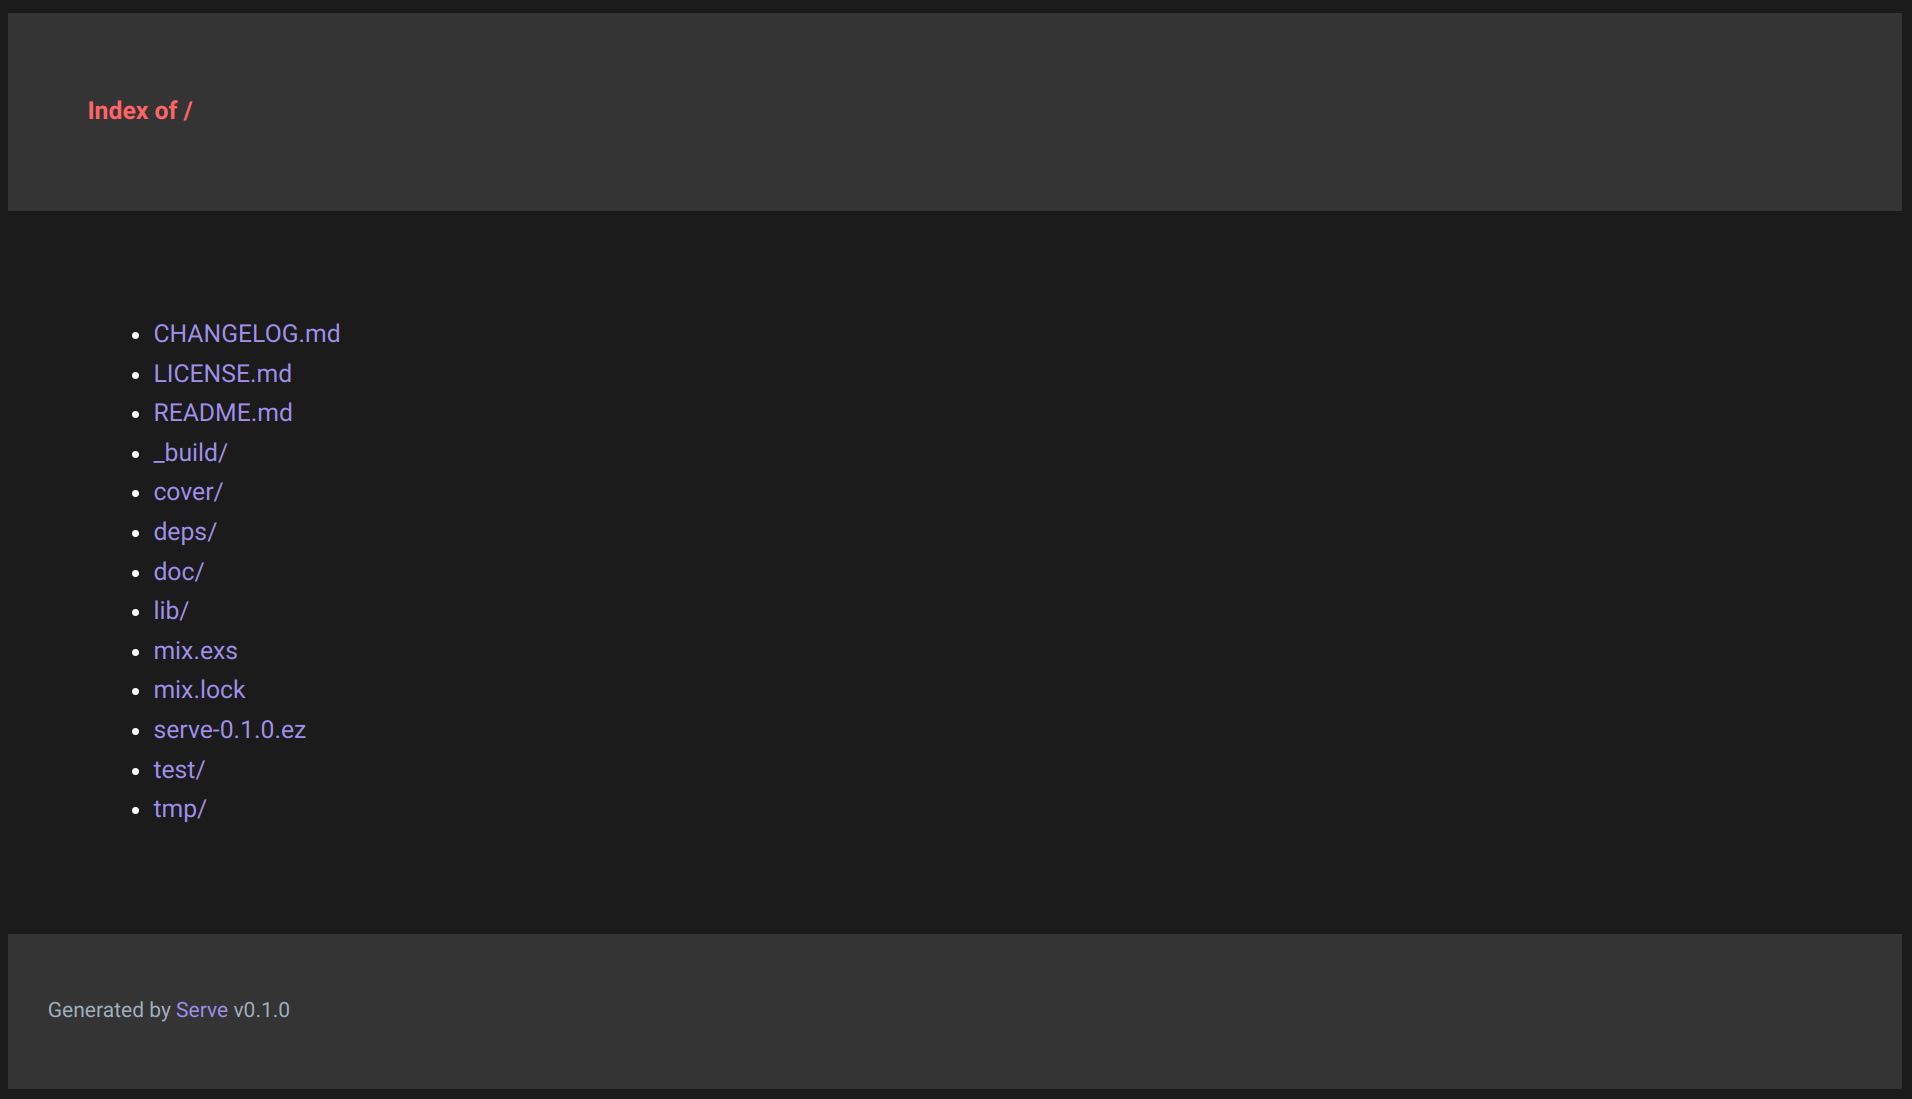 Index of /
CHANGELOG.md
LICENSE.md
README.md
_build/
cover/
deps/
doc/
lib/
mix.exs
mix.lock
serve-0.1.0.ez
test/
tmp/
Generated by Serve v0.1.0